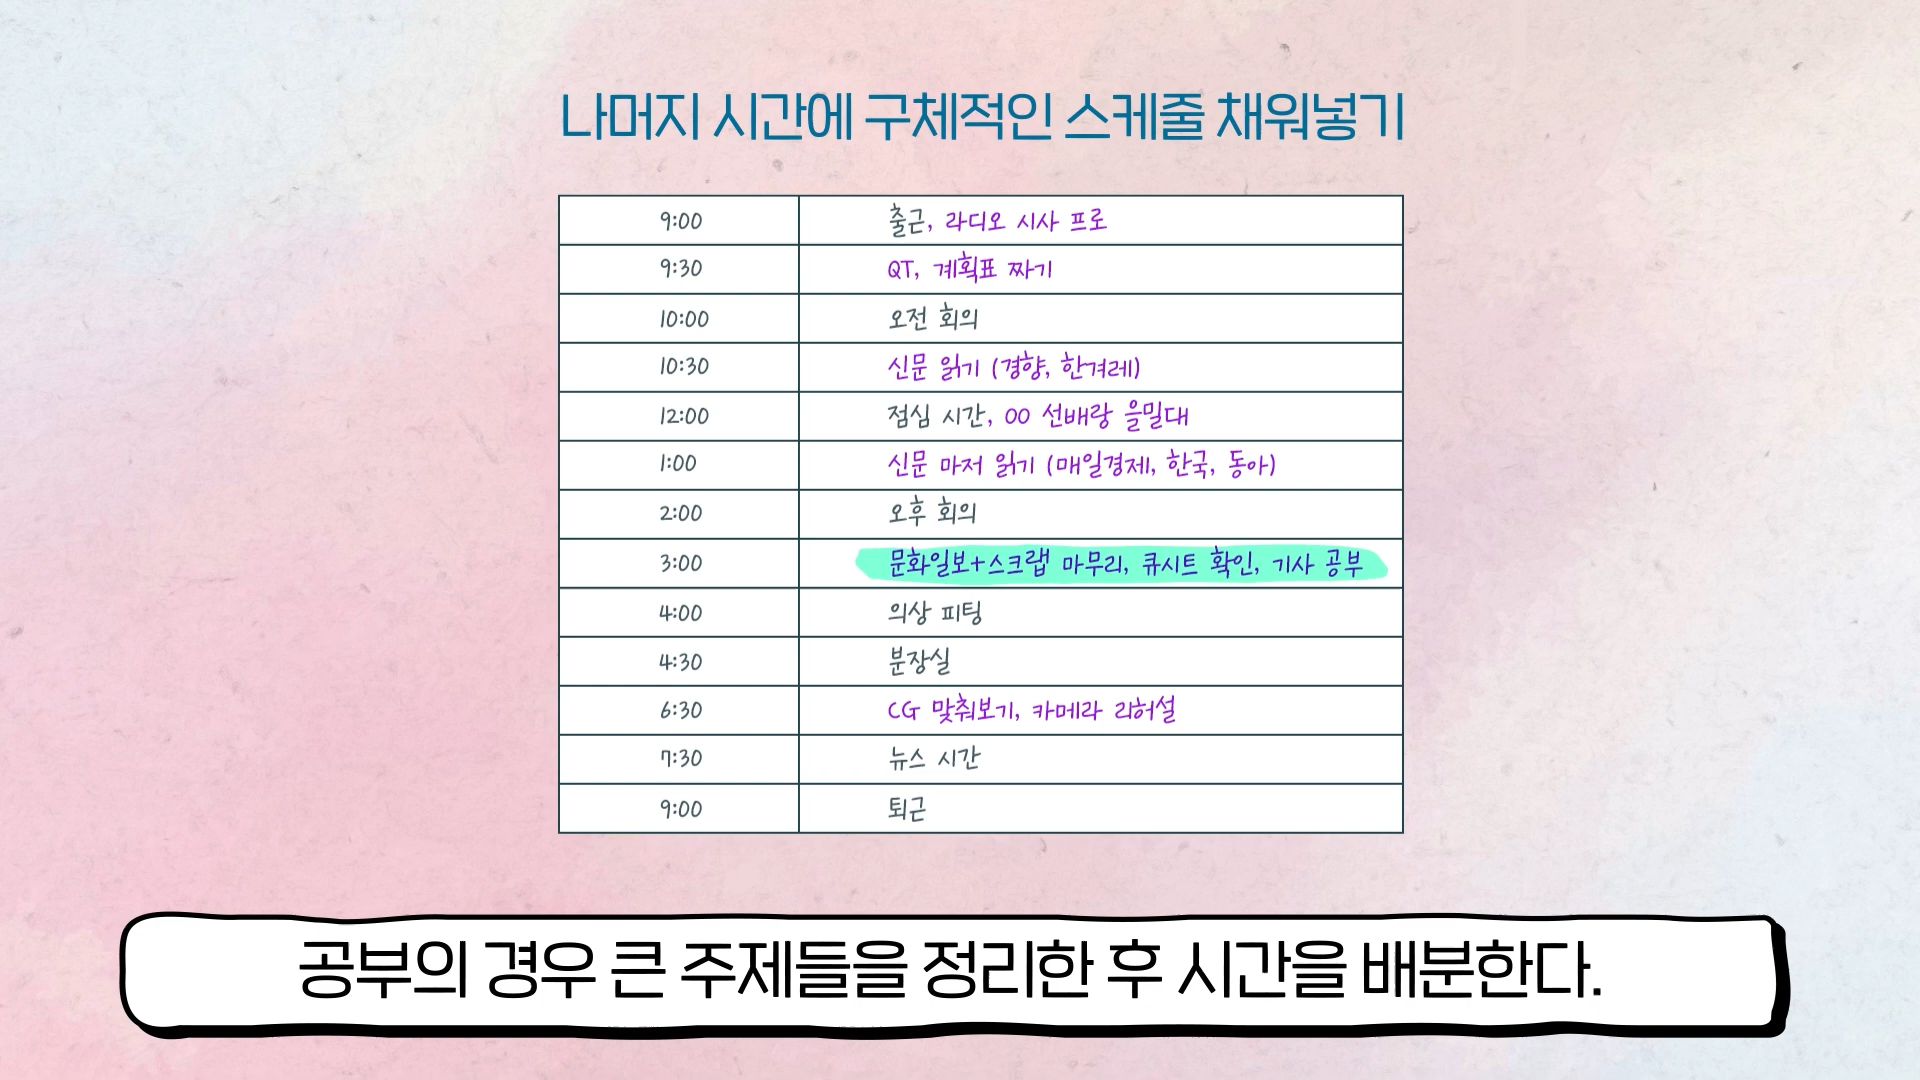 나머지 시간에 구체적인 스케줄 채워넣기
9:00 출근, 라디오 시사 프로
9:30 QT, 계획표 짜기
10:00 오전 회의
10:30 신문 읽기 (경향, 한겨레)
12:00 점심 시간, 00 선배랑 을밀대
1:00 신문 마저 읽기 (매일경제, 한국, 동아)
2:00 오후 회의
3:00 문화일보+스크랩 마무리, 큐시트 확인, 기사 공부
4:00 의상 피팅
4:30 분장실
6:30 CG 맞춰보기, 카메라 리허설
7:30 뉴스 시간
9:00 퇴근
공부의 경우 큰 주제들을 정리한 후 시간을 배분한다.